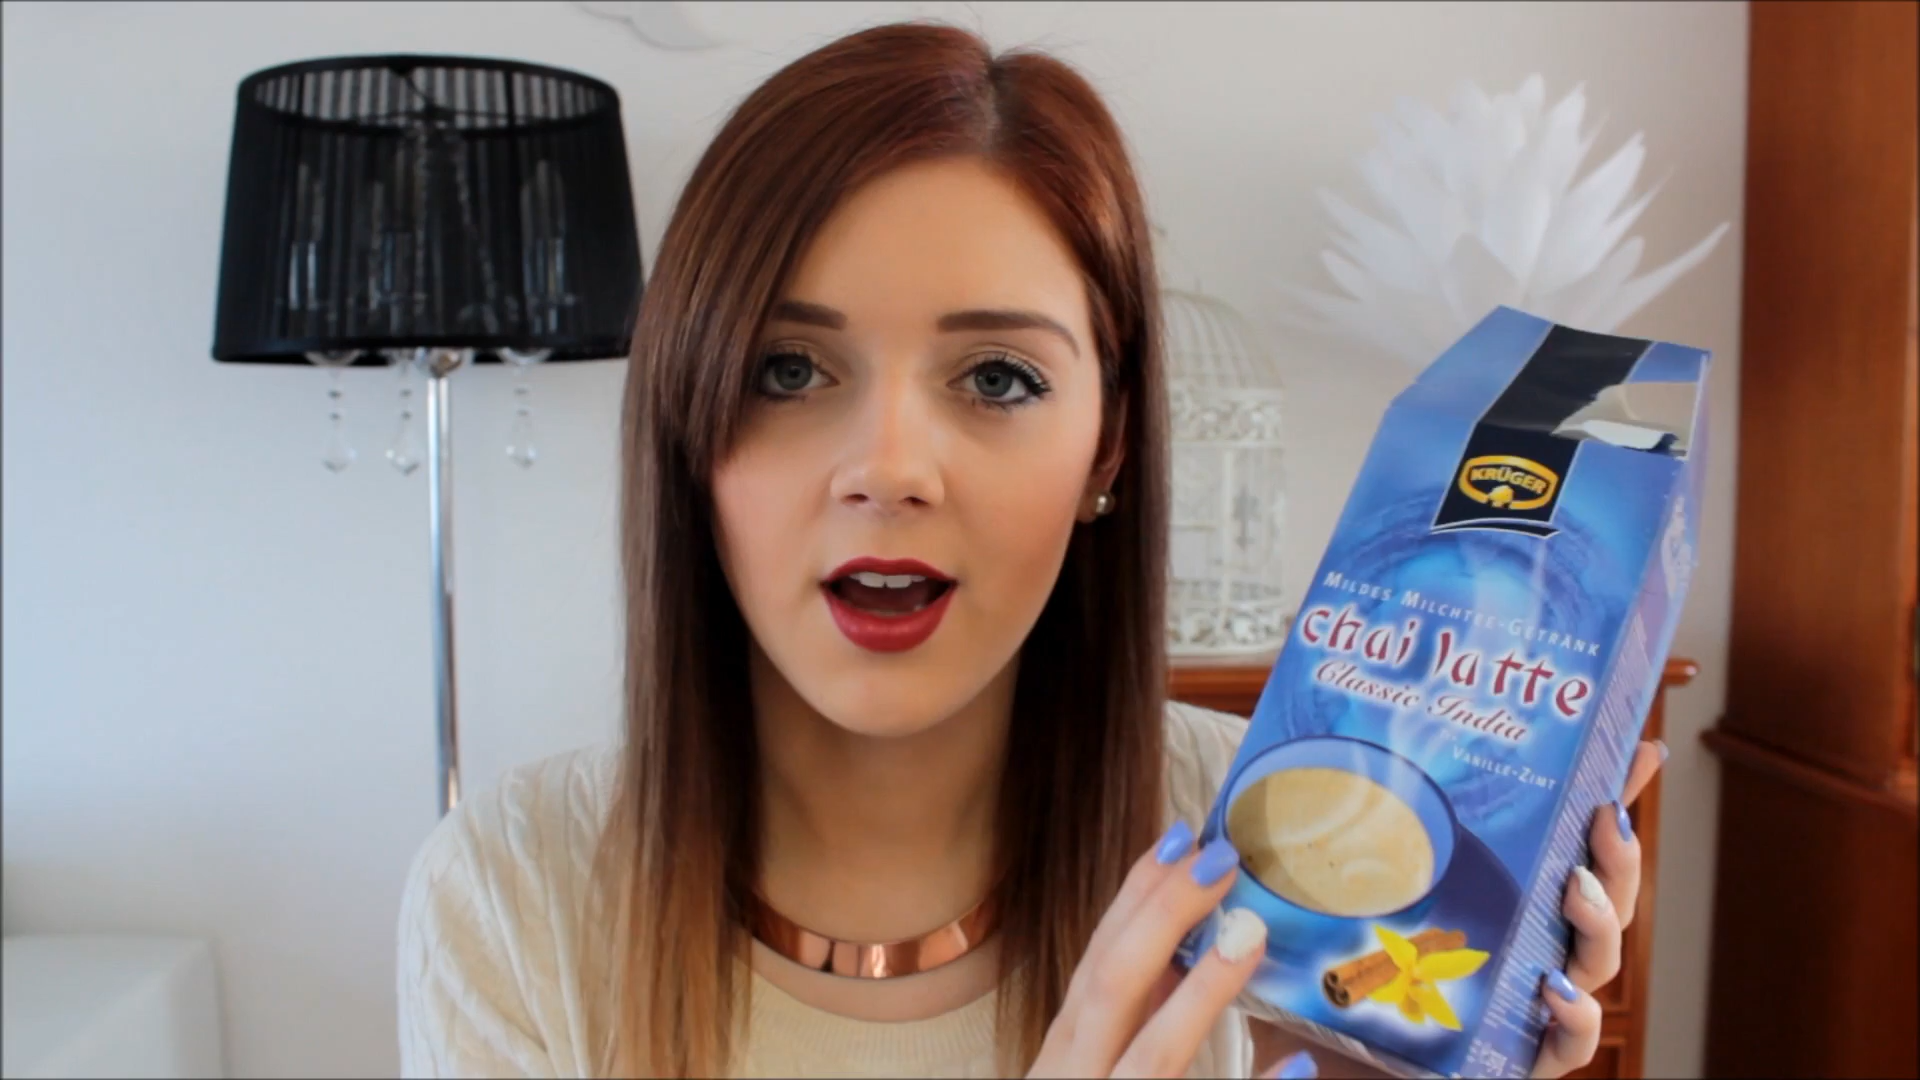 KRÜGER
MILDES MILCHTEE-GETRÄNK
chai latte
Classic India
VANILLE-ZIMT